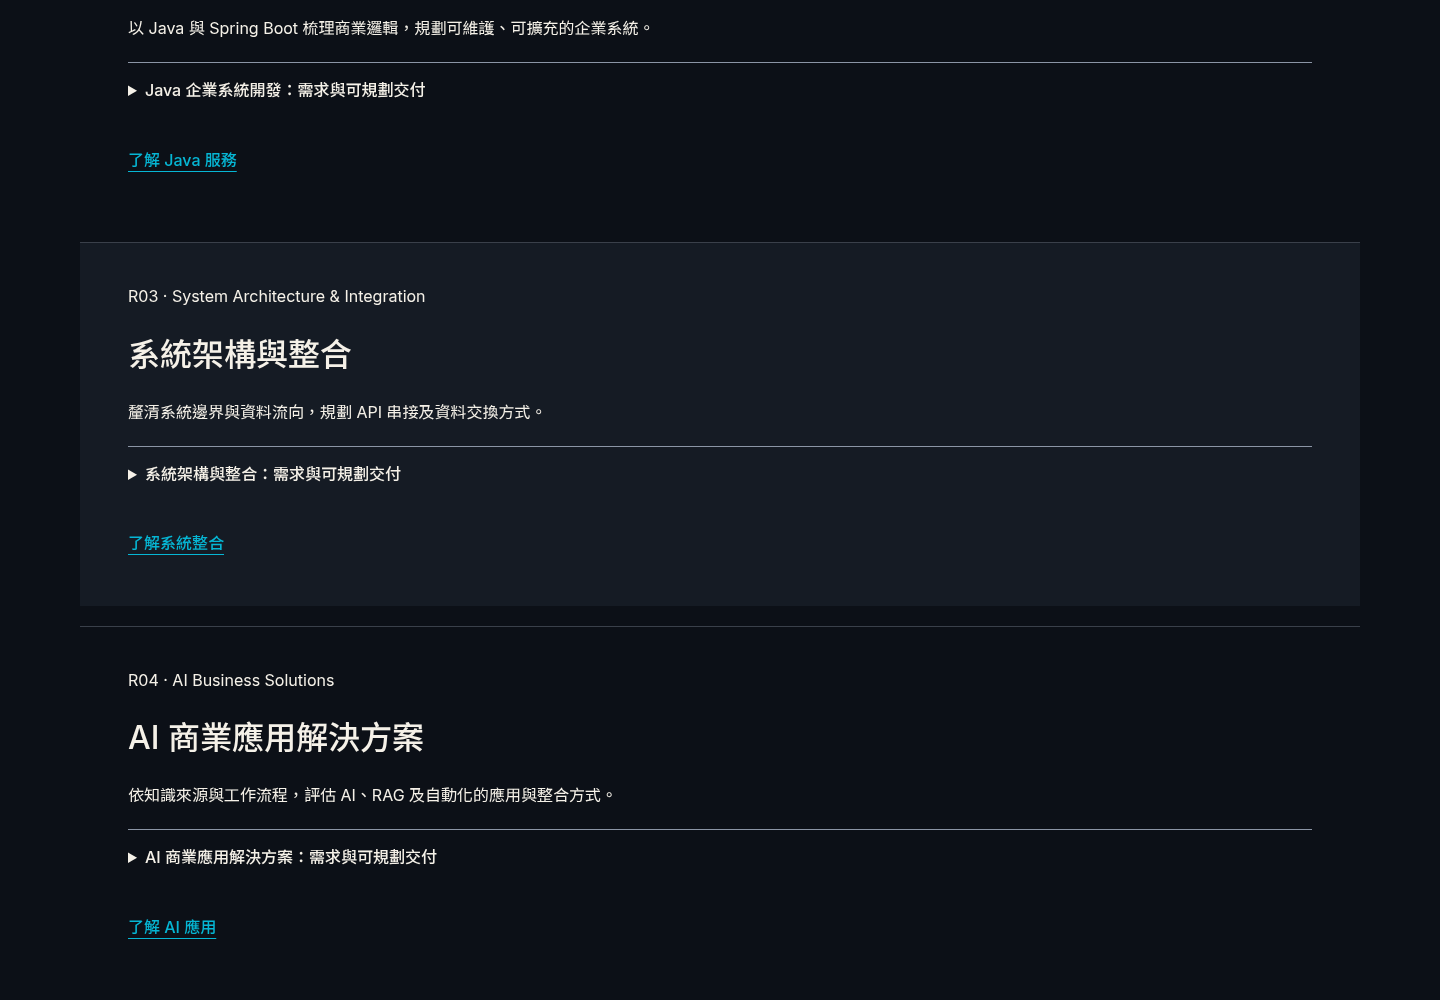 以 Java 與 Spring Boot 梳理商業邏輯，規劃可維護、可擴充的企業系統。
Java 企業系統開發：需求與可規劃交付
了解 Java 服務
R03 · System Architecture & Integration
系統架構與整合
釐清系統邊界與資料流向，規劃 API 串接及資料交換方式。
系統架構與整合：需求與可規劃交付
了解系統整合
R04 · AI Business Solutions
AI 商業應用解決方案
依知識來源與工作流程，評估 AI、RAG 及自動化的應用與整合方式。
AI 商業應用解決方案：需求與可規劃交付
了解 AI 應用